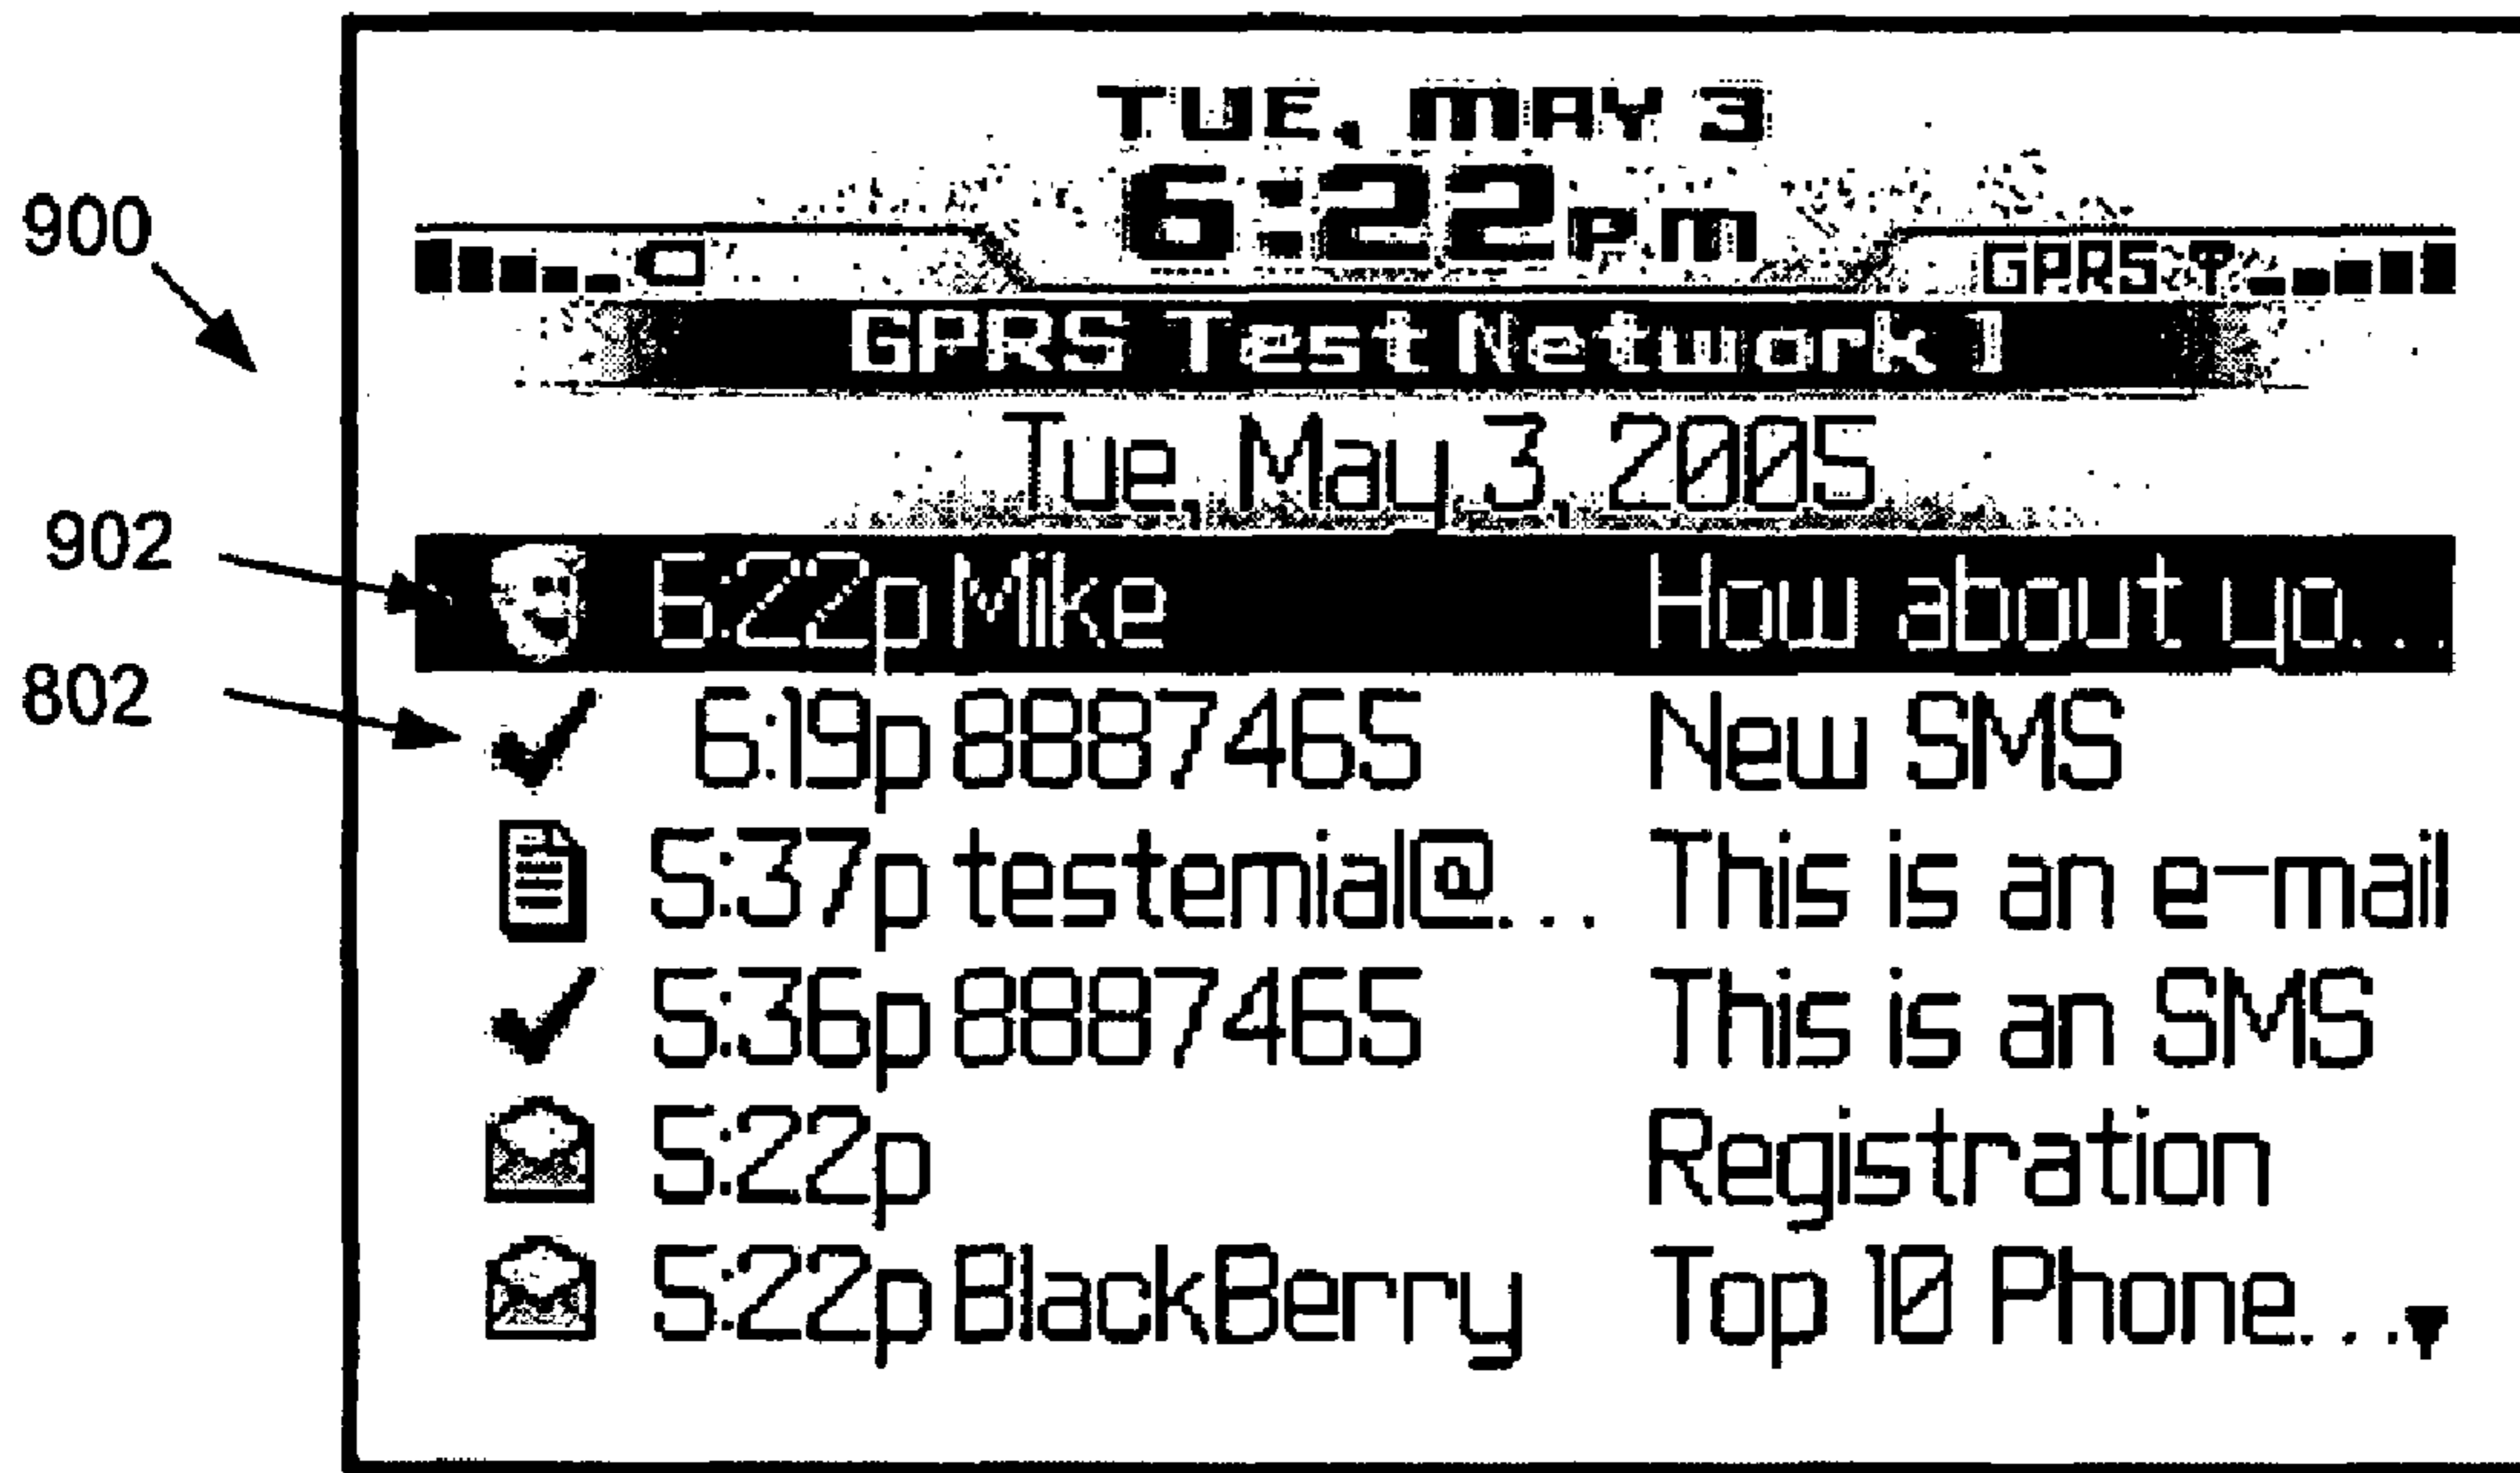 TUE, MAY 3
900
6:22pm
GPRS
GPRS Test Network 1
Tue, May 3, 2005
902
6:22p Mike How about yo...
802
6:19p 8887465 New SMS
5:37p testemial@... This is an e-mail
5:36p 8887465 This is an SMS
5:22p Registration
5:22p BlackBerry Top 10 Phone...